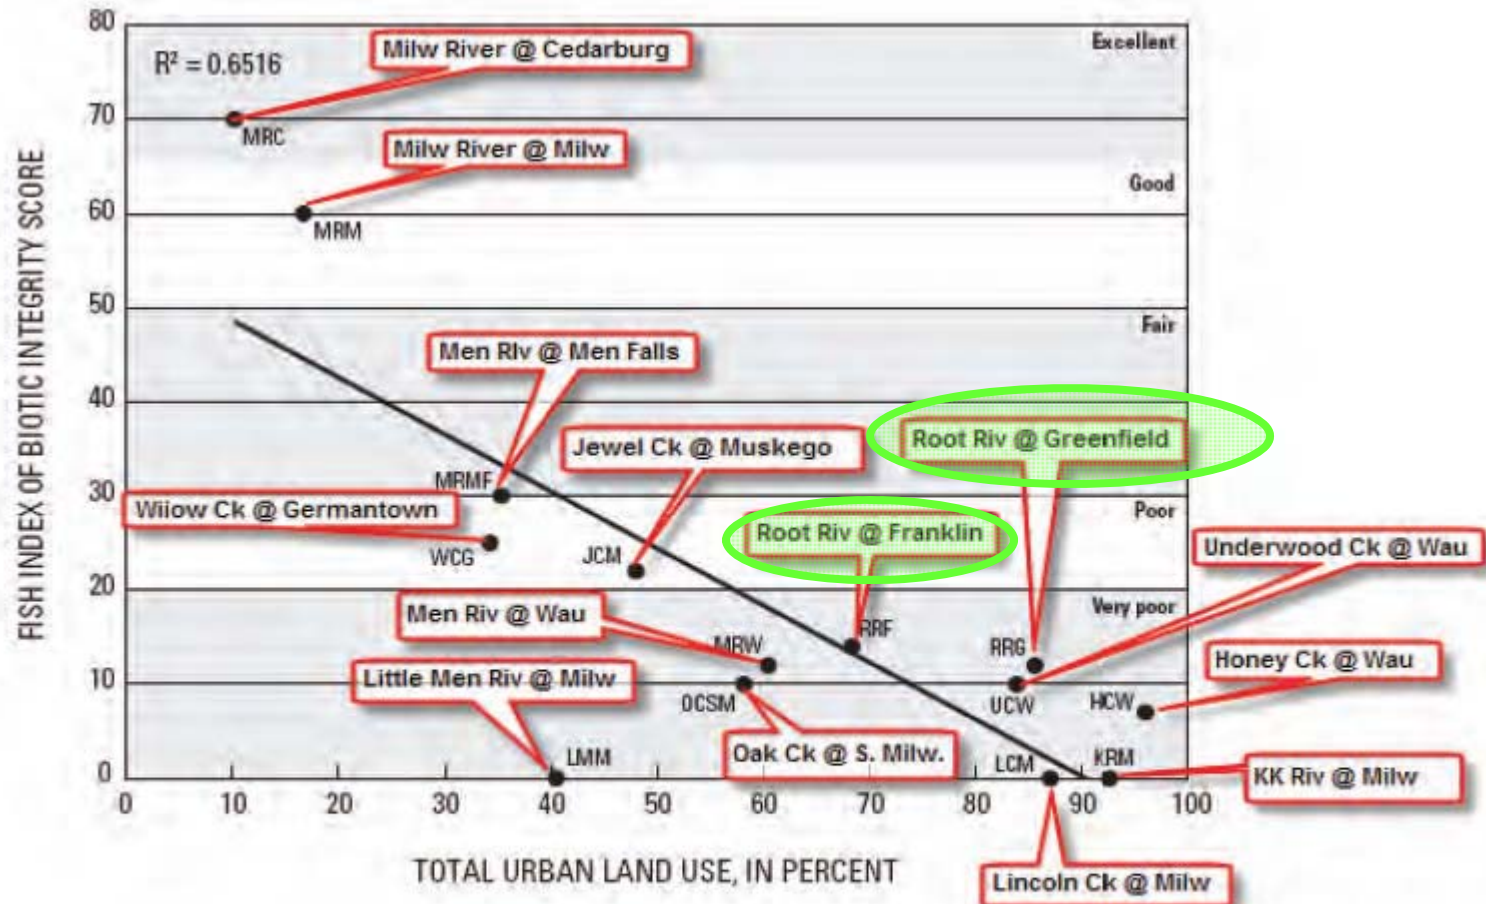 80
R² = 0.6516
Milw River @ Cedarburg
Excellent
70
MRC
Milw River @ Milw
Good
60
MRM
50
Fair
Men RIv @ Men Falls
40
Root Riv @ Greenfield
Jewel Ck @ Muskego
MRMF
30
Wiiow Ck @ Germantown
Poor
Root Riv @ Franklin
Underwood Ck @ Wau
WCG
JCM
20
Very poor
Men Riv @ Wau
MRW
RRF
RRG
Honey Ck @ Wau
10
Little Men Riv @ Milw
OCSM
UCW
HCW
Oak Ck @ S. Milw.
LMM
LCM
KRM
KK Riv @ Milw
0
0 10 20 30 40 50 60 70 80 90 100
FISH INDEX OF BIOTIC INTEGRITY SCORE
TOTAL URBAN LAND USE, IN PERCENT
Lincoln Ck @ Milw